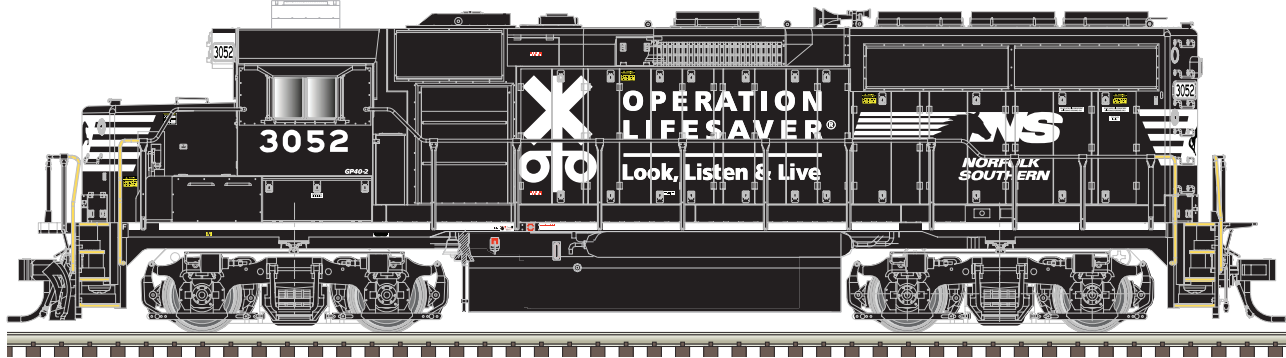 3052
3052
GP40-2
OPERATION
LIFESAVER®
Look, Listen & Live
NS
NORFOLK
SOUTHERN
3052
F